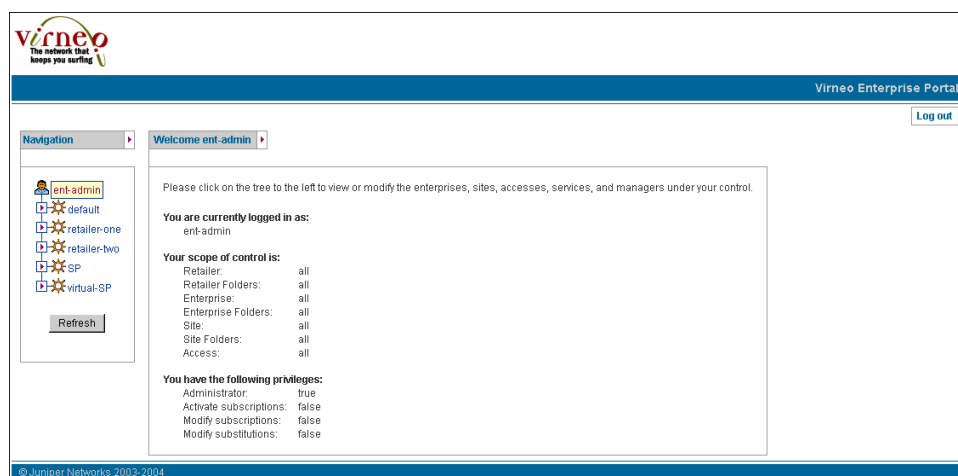 Virneo
The network that
keeps you surfing
Virneo Enterprise Portal
Log out
Navigation
Welcome ent-admin
ent-admin
default
retailer-one
retailer-two
SP
virtual-SP
Refresh
Please click on the tree to the left to view or modify the enterprises, sites, accesses, services, and managers under your control.
You are currently logged in as:
ent-admin
Your scope of control is:
Retailer: all
Retailer Folders: all
Enterprise: all
Enterprise Folders: all
Site: all
Site Folders: all
Access: all
You have the following privileges:
Administrator: true
Activate subscriptions: false
Modify subscriptions: false
Modify substitutions: false
© Juniper Networks 2003-2004